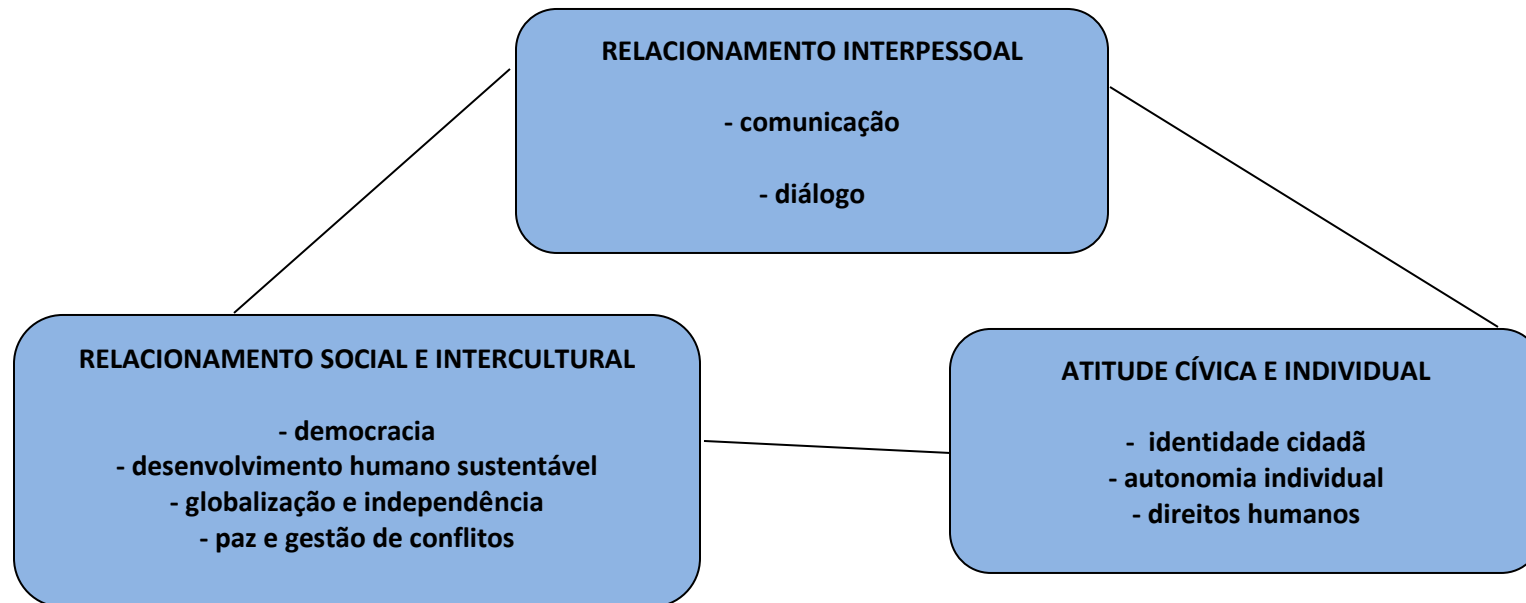 RELACIONAMENTO INTERPESSOAL
- comunicação
- diálogo
RELACIONAMENTO SOCIAL E INTERCULTURAL
- democracia
- desenvolvimento humano sustentável
- globalização e independência
- paz e gestão de conflitos
ATITUDE CÍVICA E INDIVIDUAL
- identidade cidadã
- autonomia individual
- direitos humanos